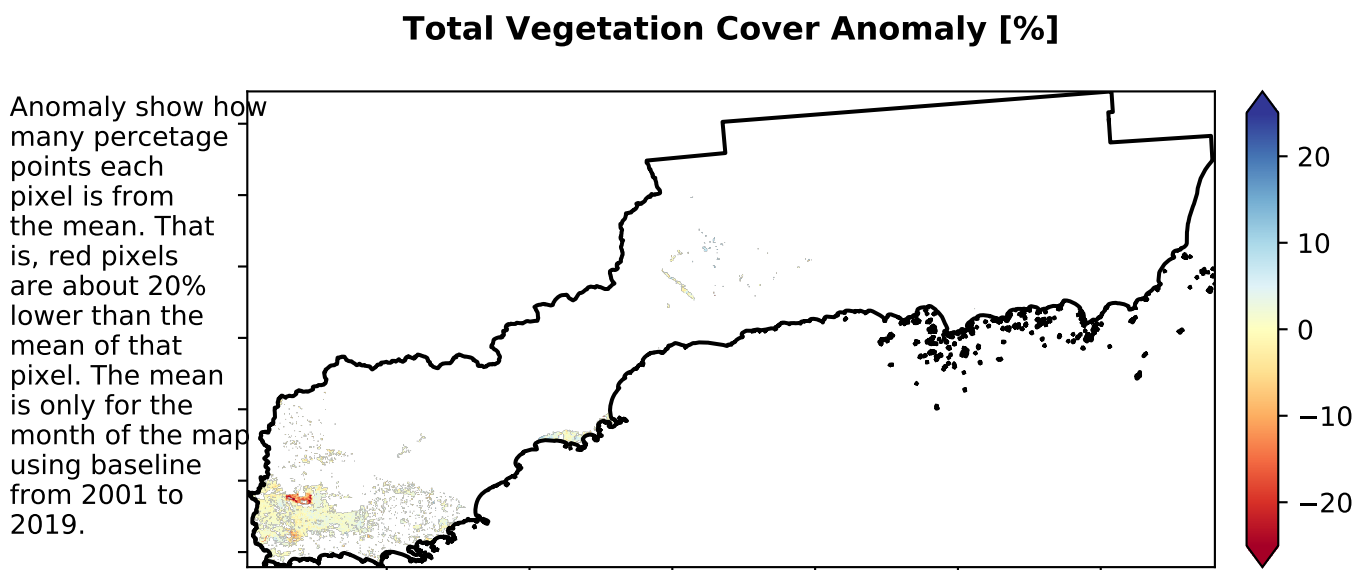 Total Vegetation Cover Anomaly [%]
Anomaly show how
many percetage
points each
pixel is from
the mean. That
is, red pixels
are about 20%
lower than the
mean of that
pixel. The mean
is only for the
month of the map
using baseline
from 2001 to
2019.
20
10
0
−10
−20